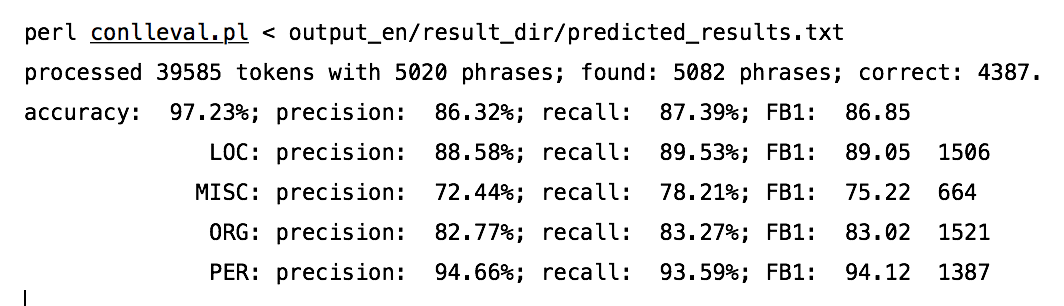 perl conlleval.pl < output_en/result_dir/predicted_results.txt
processed 39585 tokens with 5020 phrases; found: 5082 phrases; correct: 4387.
accuracy:  97.23%; precision:  86.32%; recall:  87.39%; FB1:  86.85
LOC: precision:  88.58%; recall:  89.53%; FB1:  89.05  1506
MISC: precision:  72.44%; recall:  78.21%; FB1:  75.22  664
ORG: precision:  82.77%; recall:  83.27%; FB1:  83.02  1521
PER: precision:  94.66%; recall:  93.59%; FB1:  94.12  1387